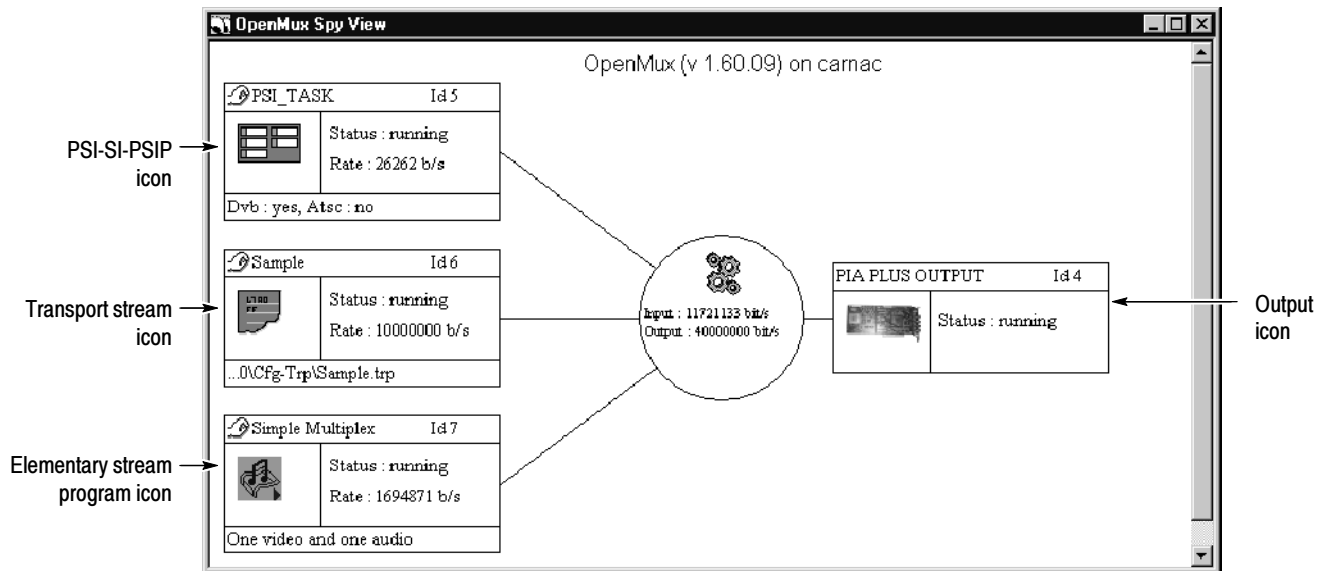 OpenMux Spy View
OpenMux (v 1.60.09) on carnac
PSI_TASK Id 5
Status : running
Rate : 26262 b/s
Dvb : yes, Atsc : no
PSI-SI-PSIP
icon
Sample Id 6
Status : running
Rate : 10000000 b/s
...0\Cfg-Trp\Sample.trp
Transport stream
icon
Simple Multiplex Id 7
Status : running
Rate : 1694871 b/s
One video and one audio
Elementary stream
program icon
Input : 11721133 bit/s
Output : 40000000 bit/s
PIA PLUS OUTPUT Id 4
Status : running
Output
icon